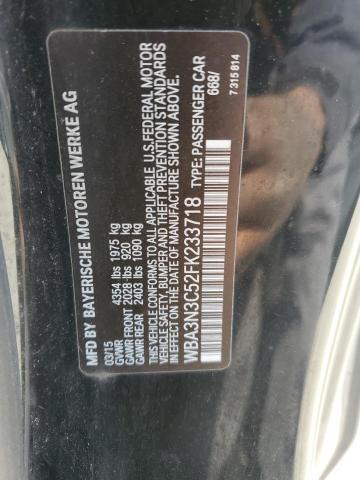 MFD BY BAYERISCHE MOTOREN WERKE AG
03/15
GVWR 4354 lbs 1975 kg
GAWR FRONT 2028 lbs 920 kg
GAWR REAR 2403 lbs 1090 kg
THIS VEHICLE CONFORMS TO ALL APPLICABLE U.S.FEDERAL MOTOR
VEHICLE SAFETY, BUMPER AND THEFT PREVENTION STANDARDS
IN EFFECT ON THE DATE OF MANUFACTURE SHOWN ABOVE.
WBA3N3C52FK233718 TYPE: PASSENGER CAR
668/
7 315 814